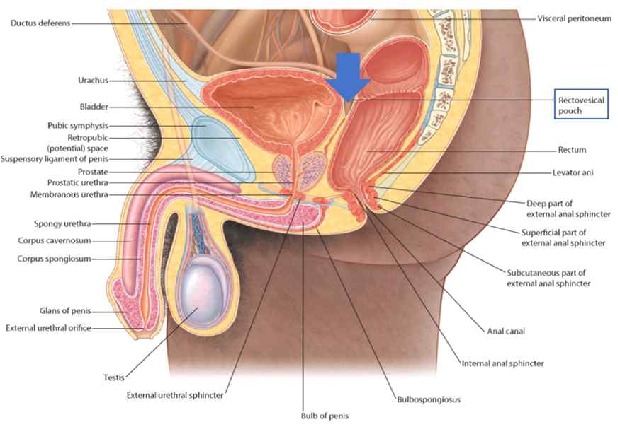 Ductus deferens
Urachus
Bladder
Pubic symphysis
Retropubic
(potential) space
Suspensory ligament of penis
Prostate
Prostatic urethra
Membranous urethra
Spongy urethra
Corpus cavernosum
Corpus spongiosum
Glans of penis
External urethral orifice
Testis
External urethral sphincter
Bulb of penis
Visceral peritoneum
Rectovesical
pouch
Rectum
Levator ani
Deep part of
external anal sphincter
Superficial part of
external anal sphincter
Subcutaneous part of
external anal sphincter
Anal canal
Internal anal sphincter
Bulbospongiosus